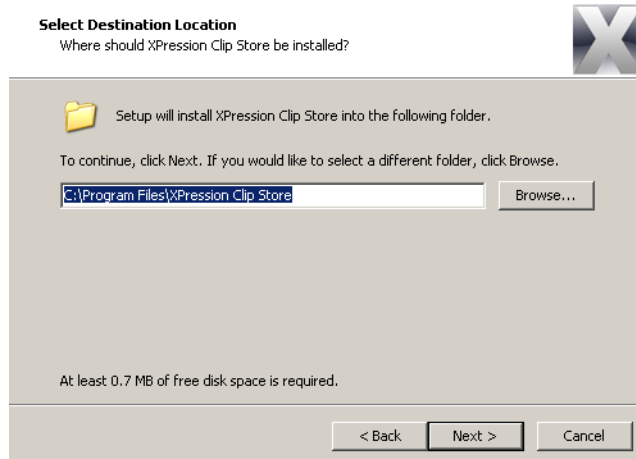 Select Destination Location
Where should XPression Clip Store be installed?
X
Setup will install XPression Clip Store into the following folder.
To continue, click Next. If you would like to select a different folder, click Browse.
C:\Program Files\XPression Clip Store
Browse...
At least 0.7 MB of free disk space is required.
< Back Next > Cancel